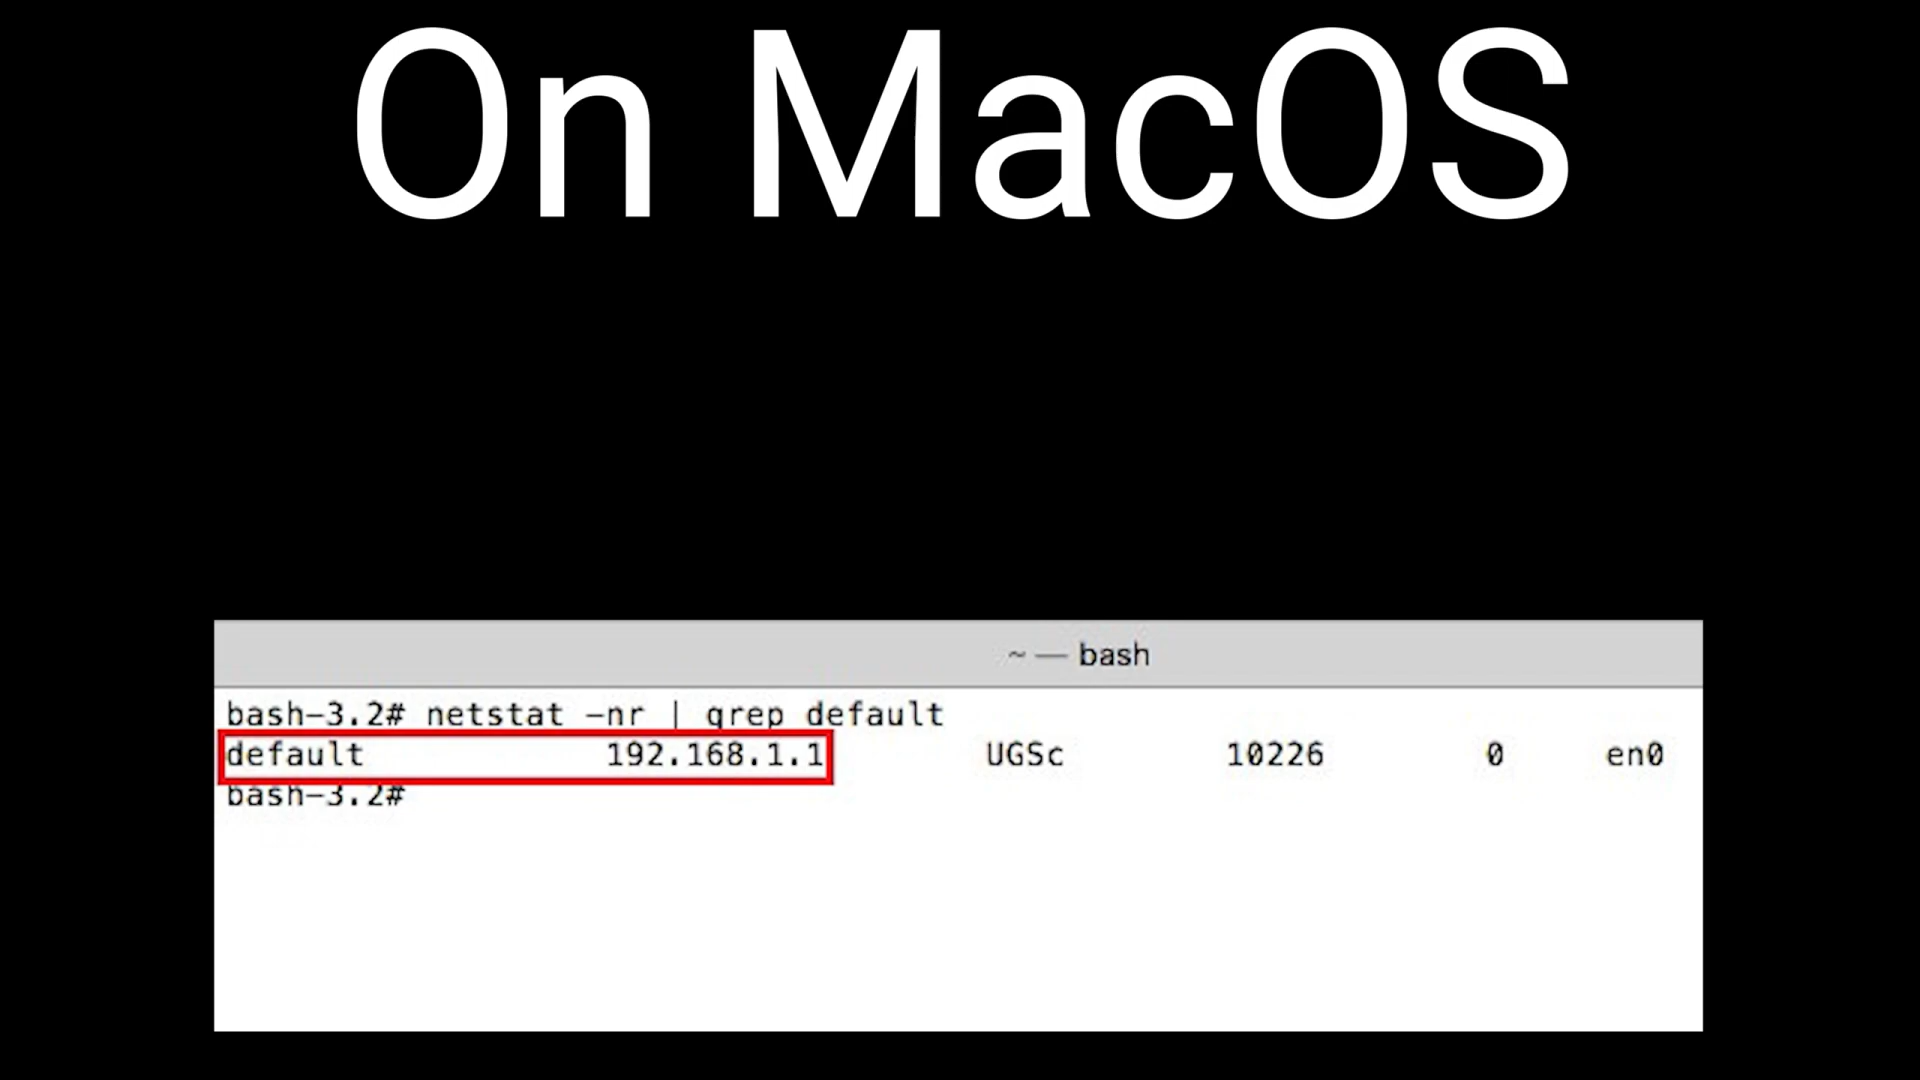 On MacOS
~ — bash
bash-3.2# netstat -nr | grep default
default 192.168.1.1 UGSc 10226 0 en0
bash-3.2#